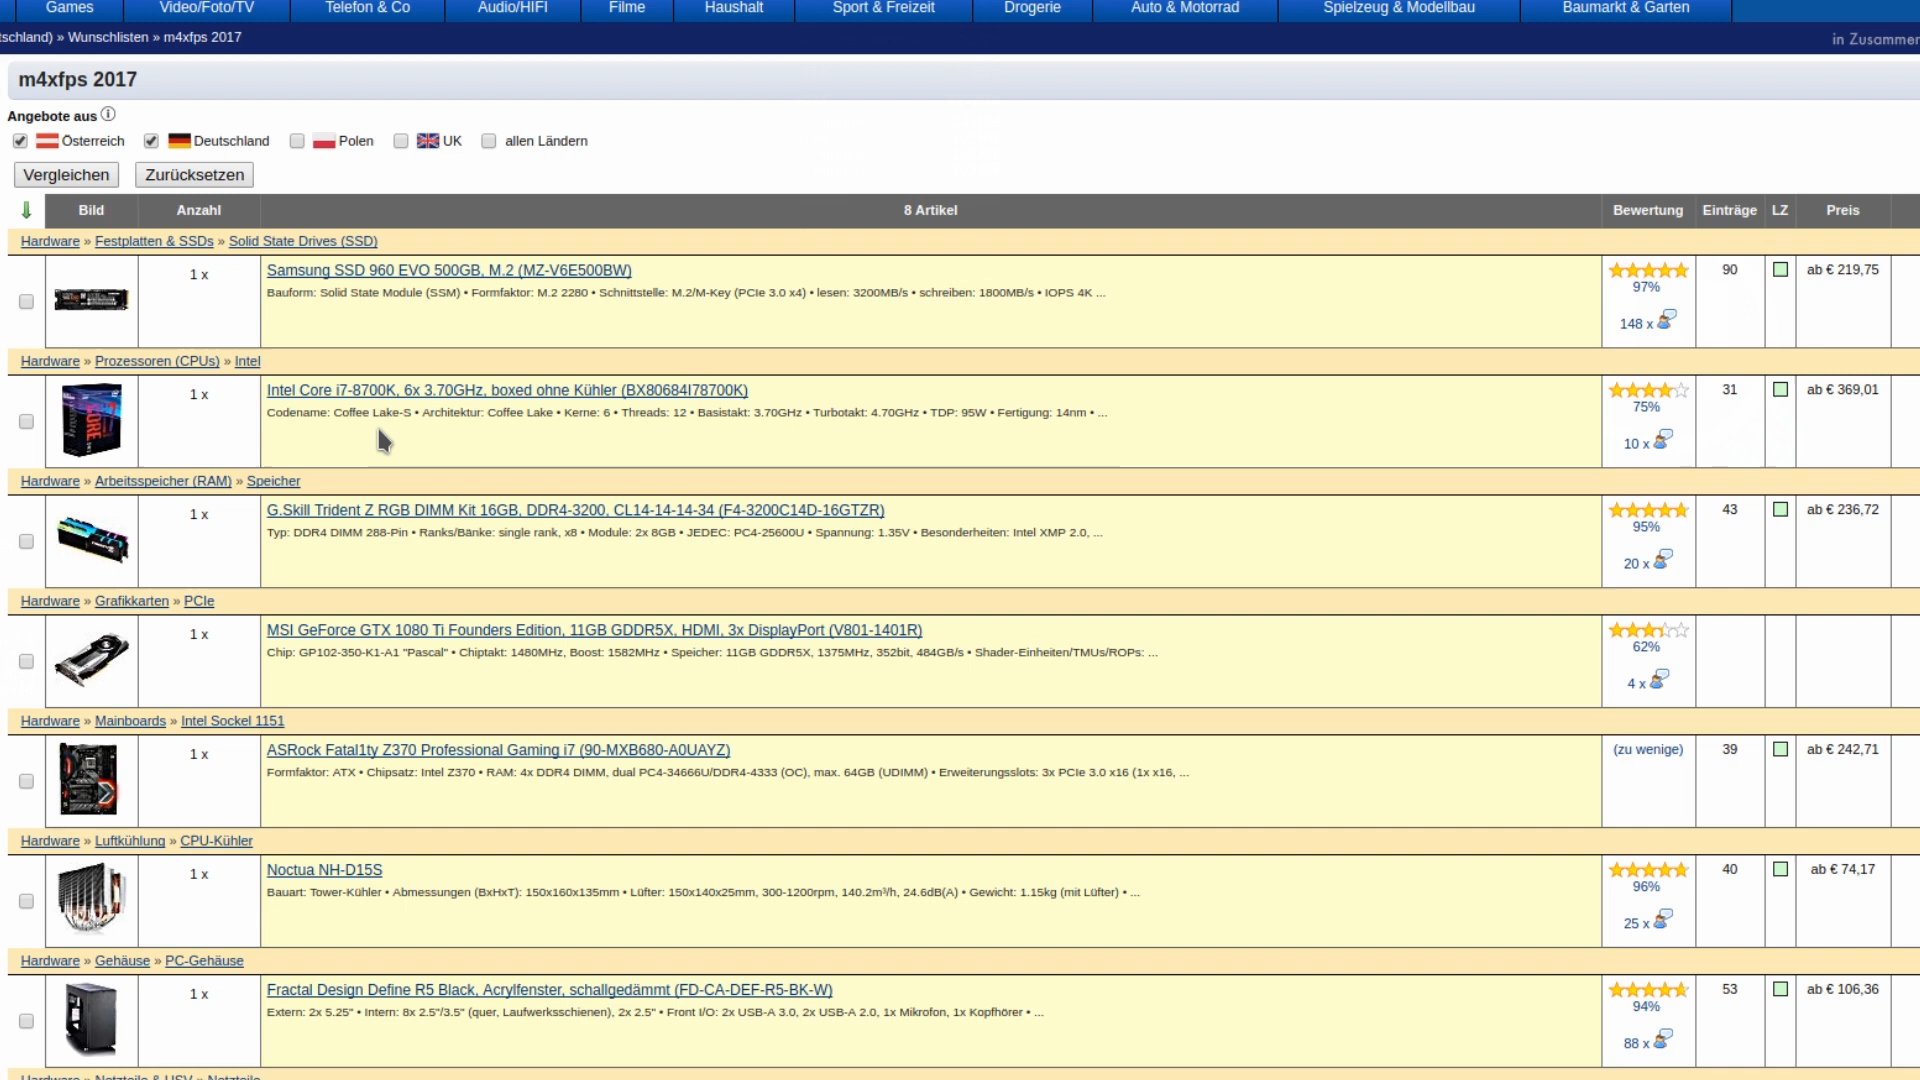 Games Video/Foto/TV Telefon & Co Audio/HIFI Filme Haushalt Sport & Freizeit Drogerie Auto & Motorrad Spielzeug & Modellbau Baumarkt & Garten
tschland) » Wunschlisten » m4xfps 2017
in Zusammer
m4xfps 2017
Angebote aus
Österreich Deutschland Polen UK allen Ländern
Vergleichen Zurücksetzen
Bild Anzahl 8 Artikel Bewertung Einträge LZ Preis
Hardware » Festplatten & SSDs » Solid State Drives (SSD)
1 x Samsung SSD 960 EVO 500GB, M.2 (MZ-V6E500BW) 90 ab € 219,75
97%
Bauform: Solid State Module (SSM) • Formfaktor: M.2 2280 • Schnittstelle: M.2/M-Key (PCIe 3.0 x4) • lesen: 3200MB/s • schreiben: 1800MB/s • IOPS 4K ...
148 x
Hardware » Prozessoren (CPUs) » Intel
1 x Intel Core i7-8700K, 6x 3.70GHz, boxed ohne Kühler (BX80684I78700K) 31 ab € 369,01
75%
Codename: Coffee Lake-S • Architektur: Coffee Lake • Kerne: 6 • Threads: 12 • Basistakt: 3.70GHz • Turbotakt: 4.70GHz • TDP: 95W • Fertigung: 14nm • ...
10 x
Hardware » Arbeitsspeicher (RAM) » Speicher
1 x G.Skill Trident Z RGB DIMM Kit 16GB, DDR4-3200, CL14-14-14-34 (F4-3200C14D-16GTZR) 43 ab € 236,72
95%
Typ: DDR4 DIMM 288-Pin • Ranks/Bänke: single rank, x8 • Module: 2x 8GB • JEDEC: PC4-25600U • Spannung: 1.35V • Besonderheiten: Intel XMP 2.0, ...
20 x
Hardware » Grafikkarten » PCIe
1 x MSI GeForce GTX 1080 Ti Founders Edition, 11GB GDDR5X, HDMI, 3x DisplayPort (V801-1401R)
62%
Chip: GP102-350-K1-A1 "Pascal" • Chiptakt: 1480MHz, Boost: 1582MHz • Speicher: 11GB GDDR5X, 1375MHz, 352bit, 484GB/s • Shader-Einheiten/TMUs/ROPs: ...
4 x
Hardware » Mainboards » Intel Sockel 1151
1 x ASRock Fatal1ty Z370 Professional Gaming i7 (90-MXB680-A0UAYZ) (zu wenige) 39 ab € 242,71
Formfaktor: ATX • Chipsatz: Intel Z370 • RAM: 4x DDR4 DIMM, dual PC4-34666U/DDR4-4333 (OC), max. 64GB (UDIMM) • Erweiterungsslots: 3x PCIe 3.0 x16 (1x x16, ...
Hardware » Luftkühlung » CPU-Kühler
1 x Noctua NH-D15S 40 ab € 74,17
96%
Bauart: Tower-Kühler • Abmessungen (BxHxT): 150x160x135mm • Lüfter: 150x140x25mm, 300-1200rpm, 140.2m³/h, 24.6dB(A) • Gewicht: 1.15kg (mit Lüfter) • ...
25 x
Hardware » Gehäuse » PC-Gehäuse
1 x Fractal Design Define R5 Black, Acrylfenster, schallgedämmt (FD-CA-DEF-R5-BK-W) 53 ab € 106,36
94%
Extern: 2x 5.25" • Intern: 8x 2.5"/3.5" (quer, Laufwerksschienen), 2x 2.5" • Front I/O: 2x USB-A 3.0, 2x USB-A 2.0, 1x Mikrofon, 1x Kopfhörer • ...
88 x
Hardware » Netzteile & USV » Netzteile